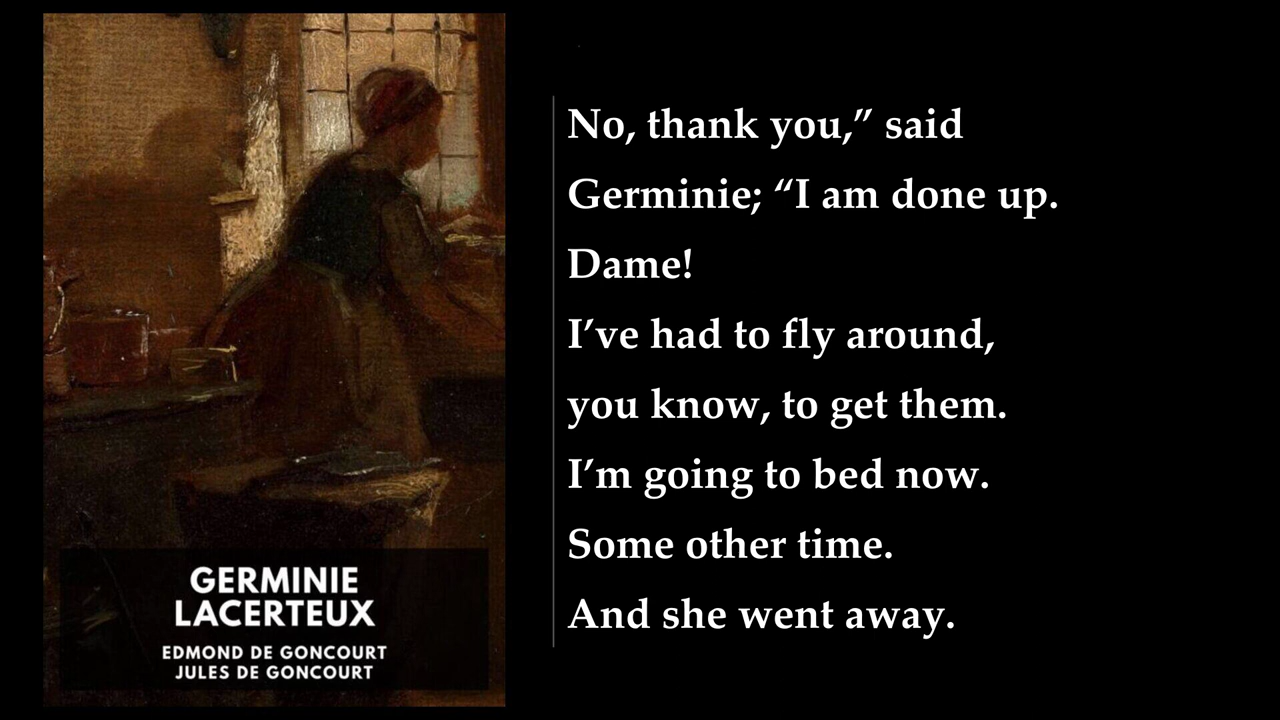 No, thank you,” said
Germinie; “I am done up.
Dame!
I’ve had to fly around,
you know, to get them.
I’m going to bed now.
Some other time.
And she went away.
GERMINIE
LACERTEUX
EDMOND DE GONCOURT
JULES DE GONCOURT